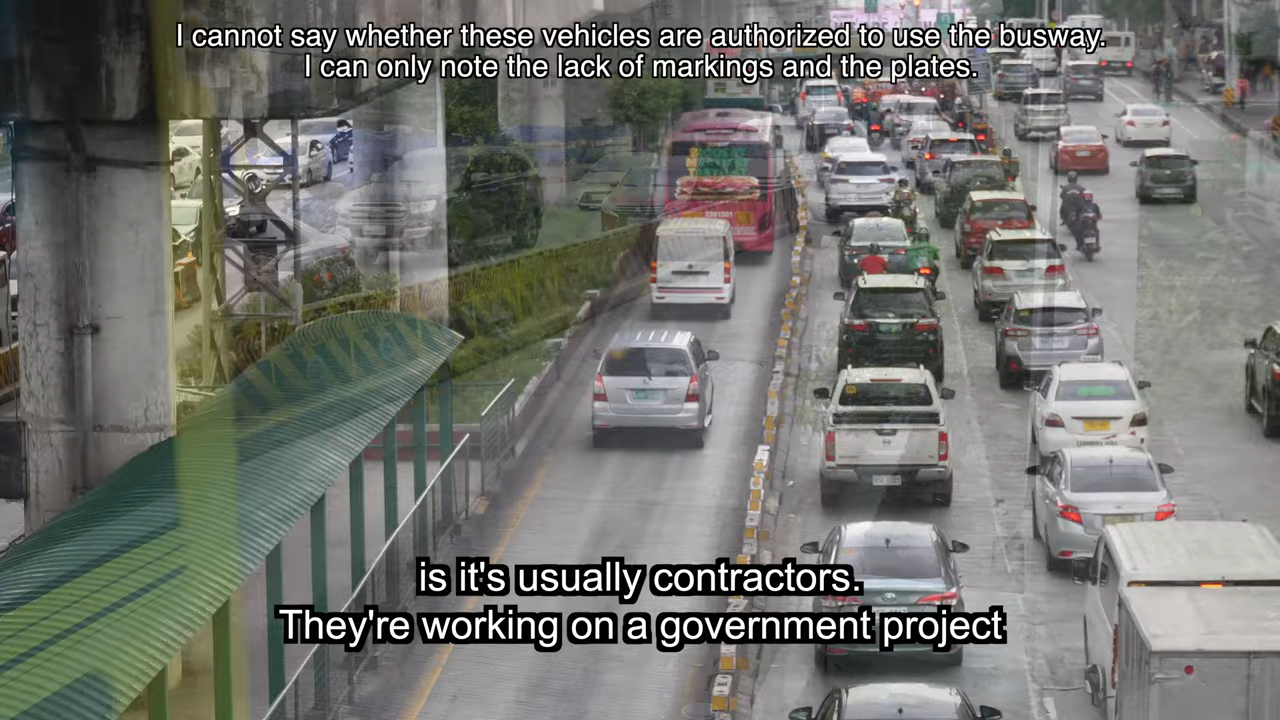 I cannot say whether these vehicles are authorized to use the busway.
I can only note the lack of markings and the plates.
is it's usually contractors.
They're working on a government project